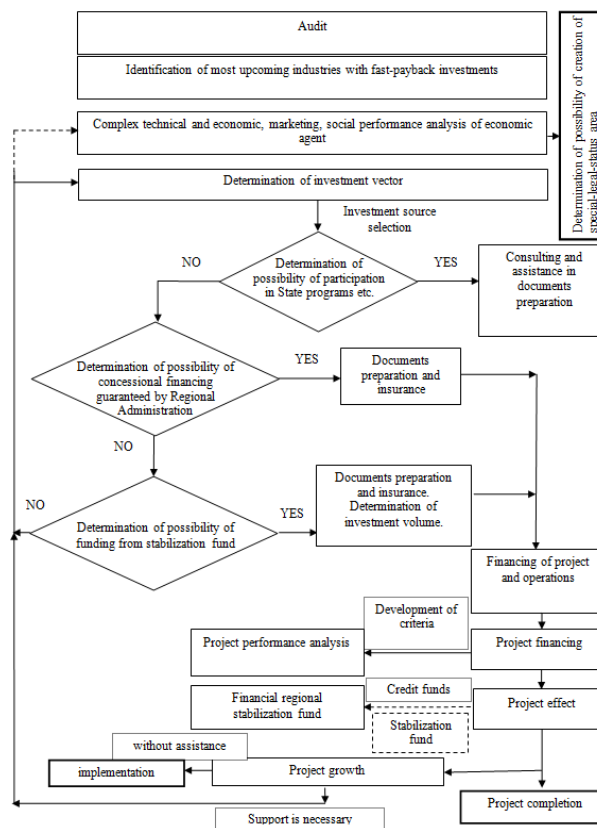 Audit
Identification of most upcoming industries with fast-payback investments
Complex technical and economic, marketing, social performance analysis of economic
agent
Determination of possibility of creation of
special-legal-status area
Determination of investment vector
Investment source
selection
NO
Determination of
possibility of participation
in State programs etc.
YES
Consulting and
assistance in
documents
preparation
Determination of possibility of
concessional financing
guaranteed by Regional
Administration
YES
Documents
preparation and
insurance
NO
NO
Determination of possibility of
funding from stabilization fund
YES
Documents preparation
and insurance.
Determination of
investment volume.
Financing of project
and operations
Development of
criteria
Project performance analysis
Project financing
Credit funds
Financial regional
stabilization fund
Stabilization
fund
Project effect
without assistance
implementation
Project growth
Project completion
Support is necessary